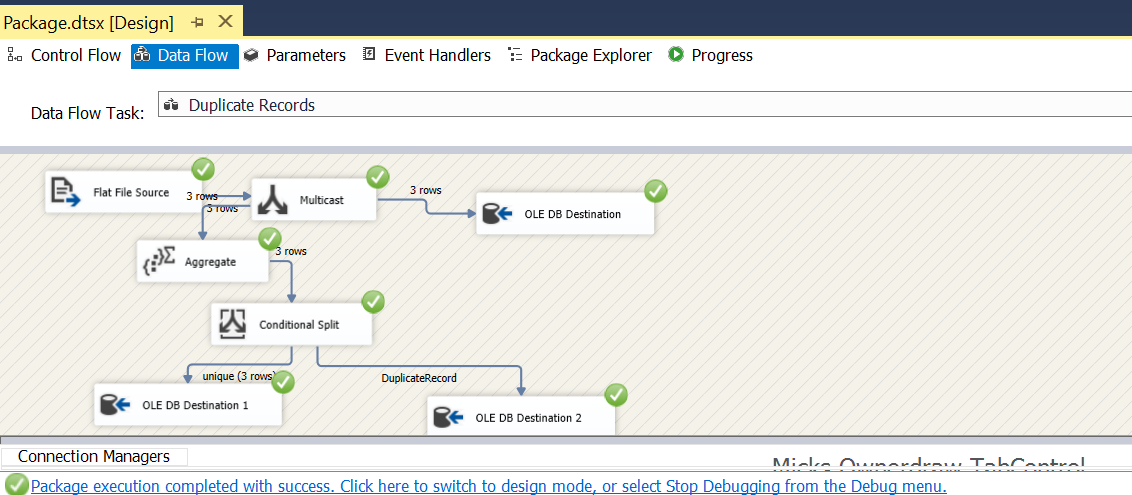 Package.dtsx [Design]
Control Flow Data Flow Parameters Event Handlers Package Explorer Progress
Data Flow Task: Duplicate Records
Flat File Source
3 rows
3 rows
Multicast
3 rows
OLE DB Destination
Aggregate
3 rows
Conditional Split
unique (3 rows)
DuplicateRecord
OLE DB Destination 1
OLE DB Destination 2
Connection Managers
Micks Ownerdraw TabControl
Package execution completed with success. Click here to switch to design mode, or select Stop Debugging from the Debug menu.